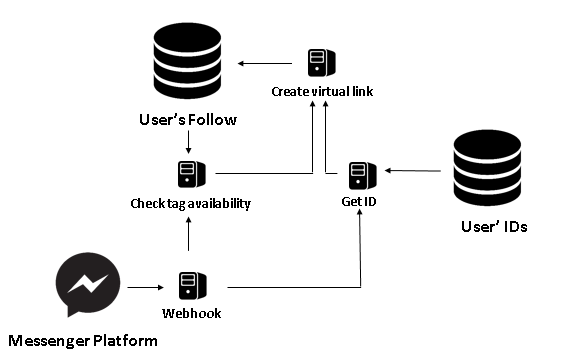 Create virtual link
User's Follow
Check tag availability
Get ID
User' IDs
Webhook
Messenger Platform